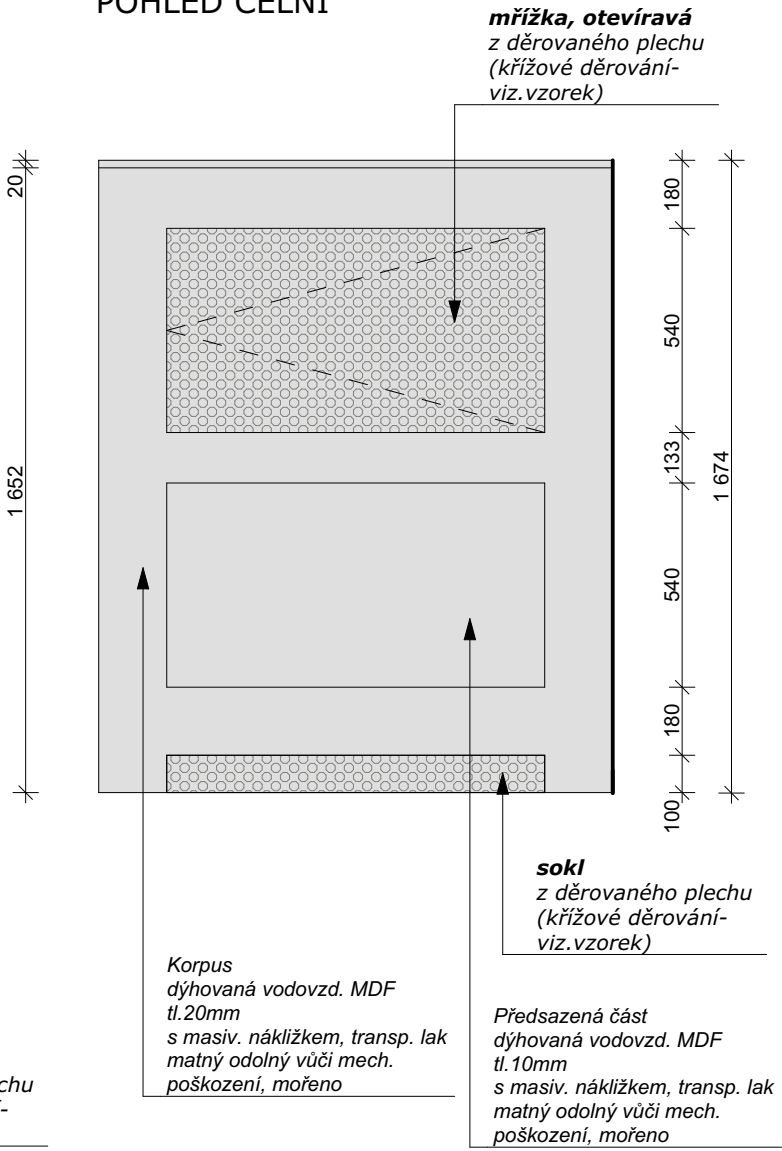 POHLED ČELNÍ
mřížka, otevíravá
z děrovaného plechu
(křížové děrování-
viz.vzorek)
20
1 652
180
540
133
540
180
100
1 674
sokl
z děrovaného plechu
(křížové děrování-
viz.vzorek)
Korpus
dýhovaná vodovzd. MDF
tl.20mm
s masiv. nákližkem, transp. lak
matný odolný vůči mech.
poškození, mořeno
Předsazená část
dýhovaná vodovzd. MDF
tl.10mm
s masiv. nákližkem, transp. lak
matný odolný vůči mech.
poškození, mořeno